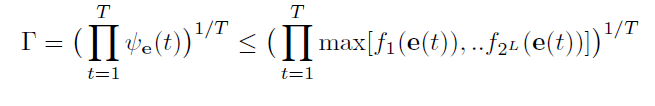 Γ = ( ∏_{t=1}^{T} ψ_𝐞(t) )^{1/T} ≤ ( ∏_{t=1}^{T} max[f_1(𝐞(t)), ..f_{2^L}(𝐞(t))] )^{1/T}